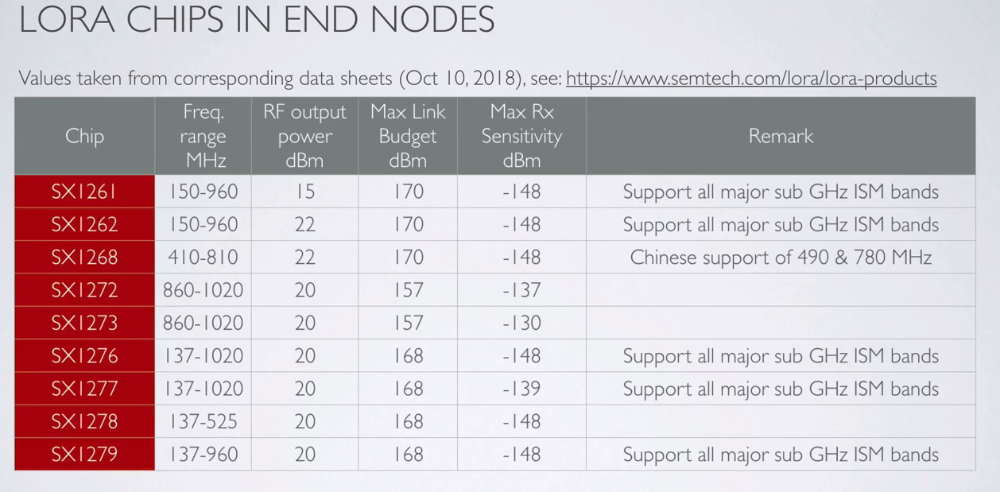 LORA CHIPS IN END NODES
Values taken from corresponding data sheets (Oct 10, 2018), see: https://www.semtech.com/lora/lora-products
Chip Freq. range MHz RF output power dBm Max Link Budget dBm Max Rx Sensitivity dBm Remark
SX1261 150-960 15 170 -148 Support all major sub GHz ISM bands
SX1262 150-960 22 170 -148 Support all major sub GHz ISM bands
SX1268 410-810 22 170 -148 Chinese support of 490 & 780 MHz
SX1272 860-1020 20 157 -137
SX1273 860-1020 20 157 -130
SX1276 137-1020 20 168 -148 Support all major sub GHz ISM bands
SX1277 137-1020 20 168 -139 Support all major sub GHz ISM bands
SX1278 137-525 20 168 -148
SX1279 137-960 20 168 -148 Support all major sub GHz ISM bands